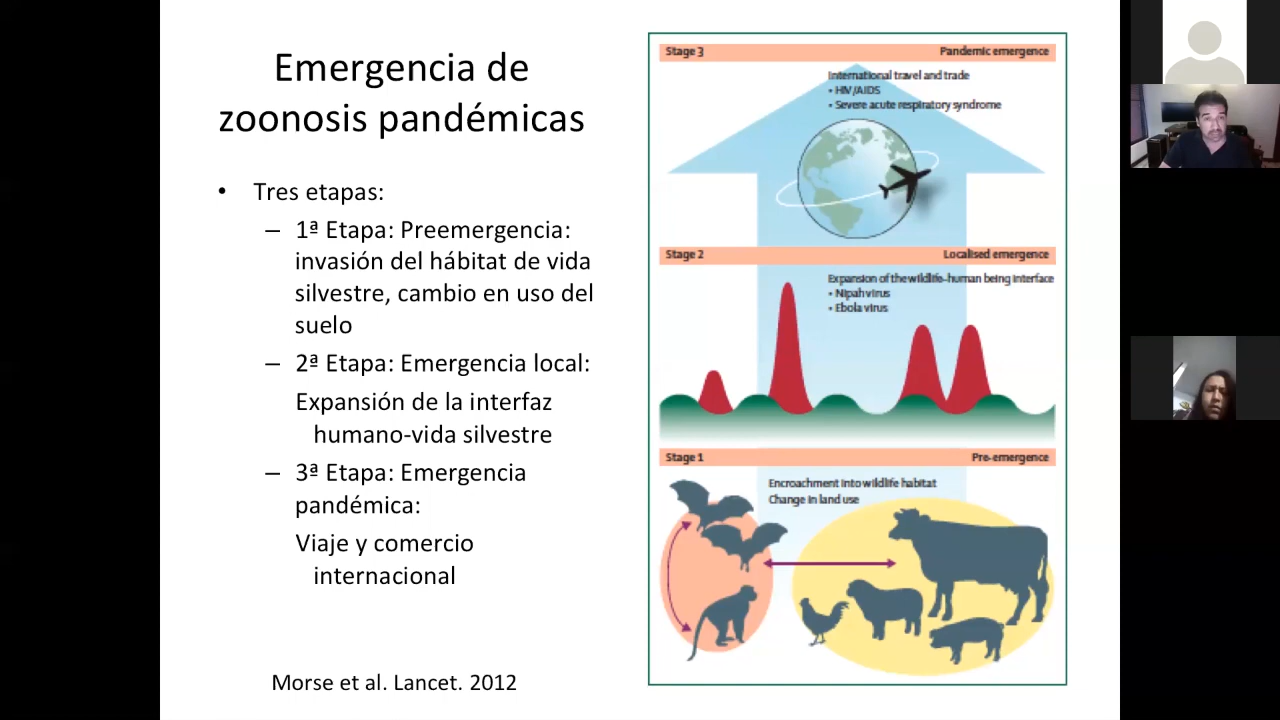 Emergencia de
zoonosis pandémicas
• Tres etapas:
– 1ª Etapa: Preemergencia:
invasión del hábitat de vida
silvestre, cambio en uso del
suelo
– 2ª Etapa: Emergencia local:
Expansión de la interfaz
humano-vida silvestre
– 3ª Etapa: Emergencia
pandémica:
Viaje y comercio
internacional
Morse et al. Lancet. 2012
Stage 3 Pandemic emergence
International travel and trade
• HIV/AIDS
• Severe acute respiratory syndrome
Stage 2 Localised emergence
Expansion of the wildlife–human being interface
• Nipah virus
• Ebola virus
Stage 1 Pre-emergence
Encroachment into wildlife habitat
Change in land use